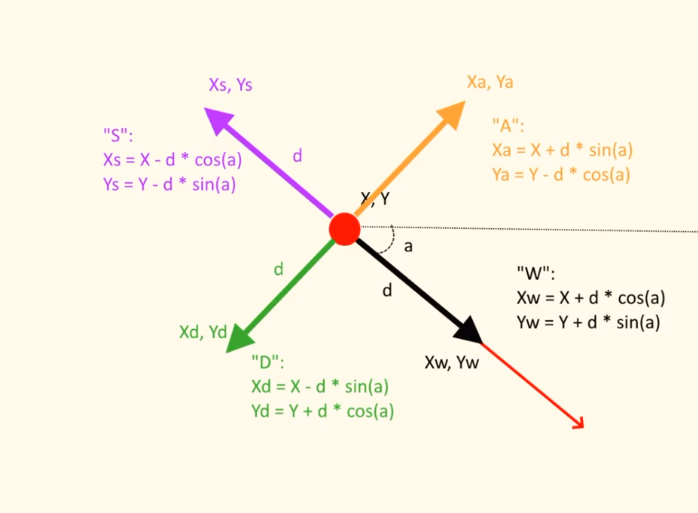 Xs, Ys
Xa, Ya
"S":
Xs = X - d * cos(a)
Ys = Y - d * sin(a)
d
"A":
Xa = X + d * sin(a)
Ya = Y - d * cos(a)
X, Y
a
d
d
"W":
Xw = X + d * cos(a)
Yw = Y + d * sin(a)
Xd, Yd
Xw, Yw
"D":
Xd = X - d * sin(a)
Yd = Y + d * cos(a)